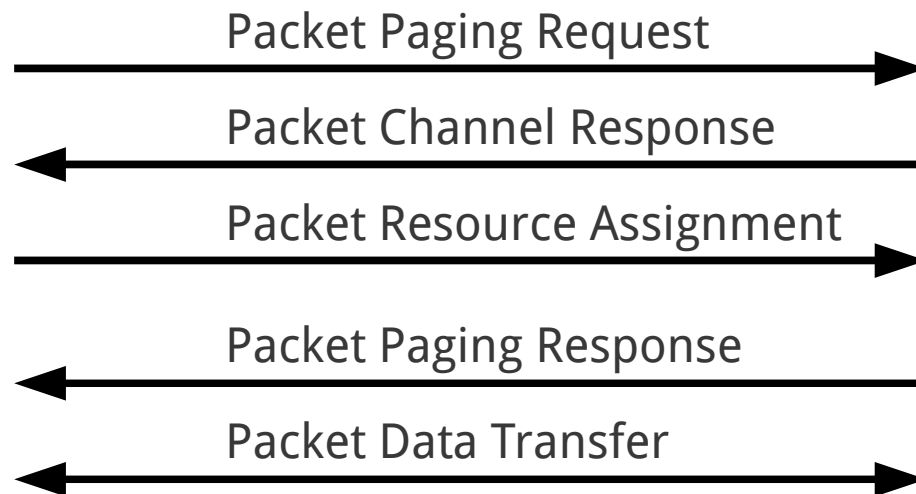 Packet Paging Request
Packet Channel Response
Packet Resource Assignment
Packet Paging Response
Packet Data Transfer